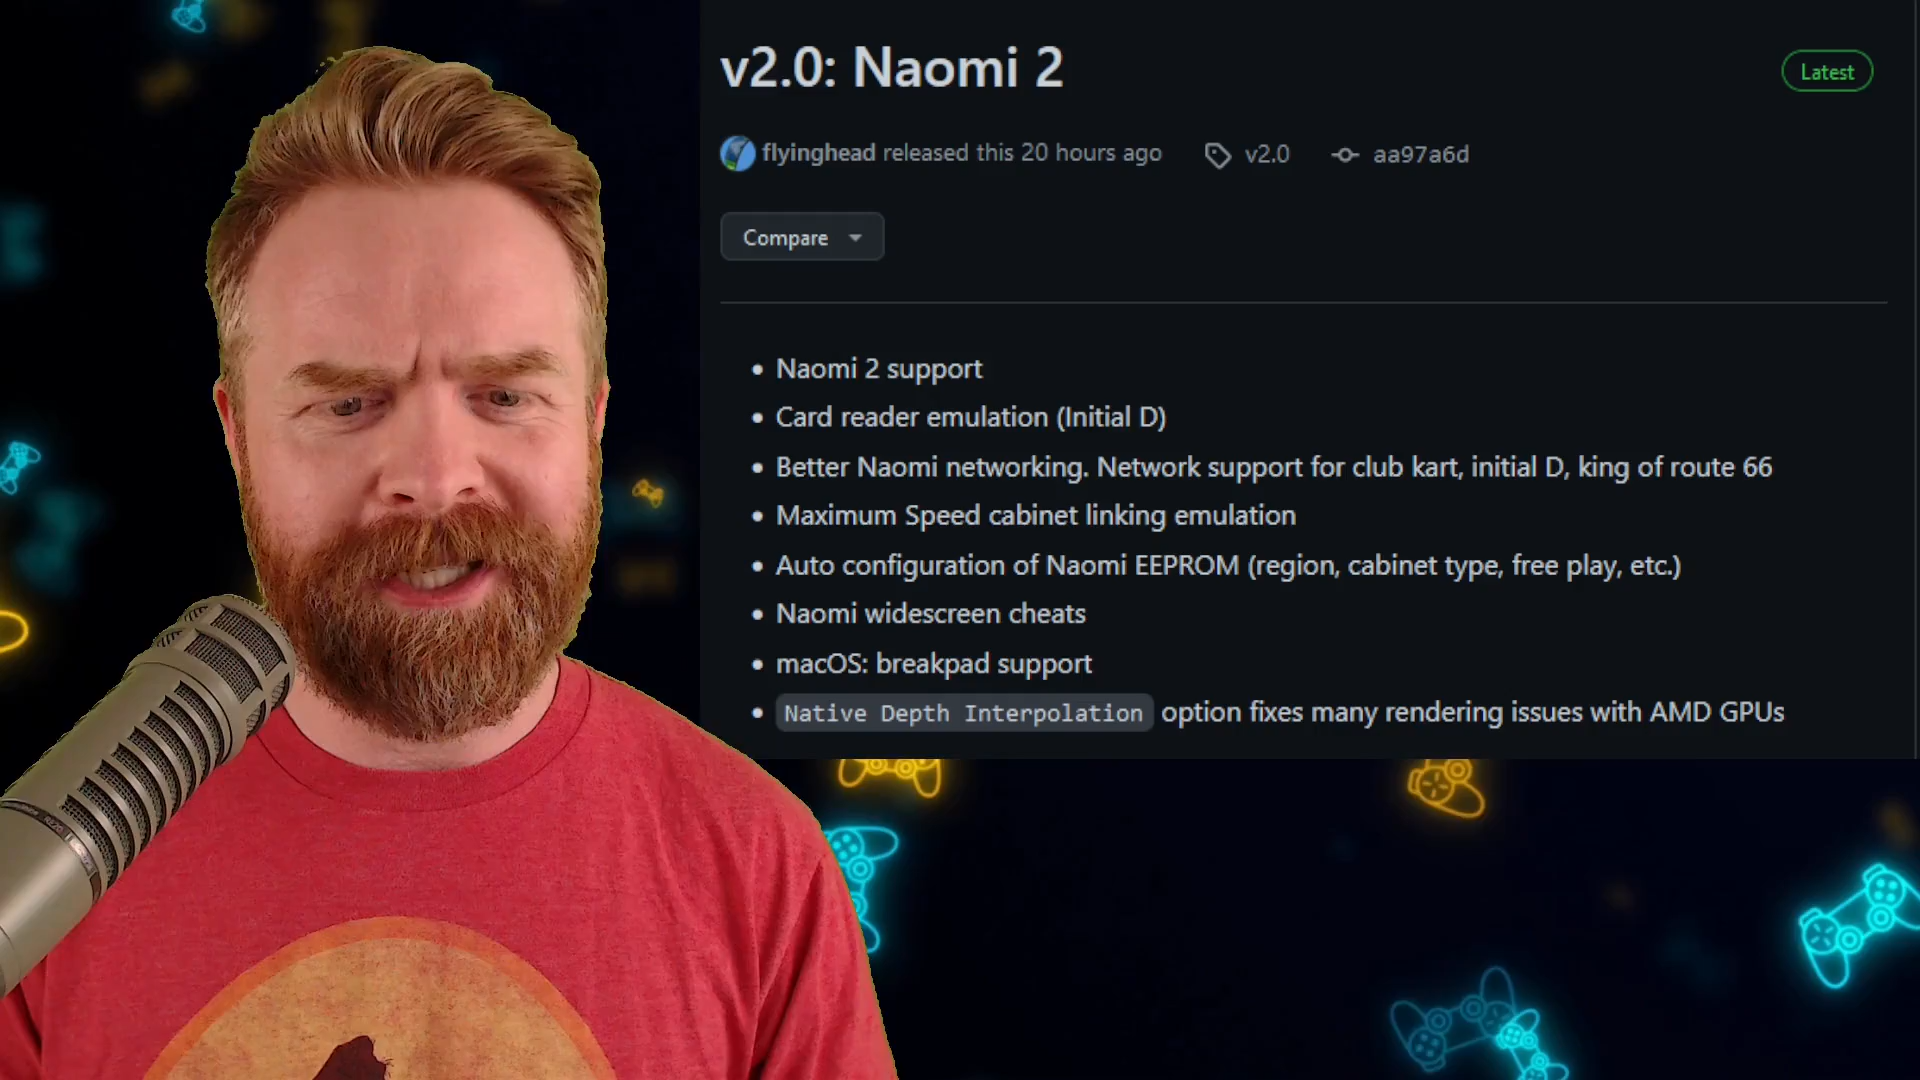 v2.0: Naomi 2
Latest
flyinghead released this 20 hours ago v2.0 aa97a6d
Compare
Naomi 2 support
Card reader emulation (Initial D)
Better Naomi networking. Network support for club kart, initial D, king of route 66
Maximum Speed cabinet linking emulation
Auto configuration of Naomi EEPROM (region, cabinet type, free play, etc.)
Naomi widescreen cheats
macOS: breakpad support
Native Depth Interpolation option fixes many rendering issues with AMD GPUs